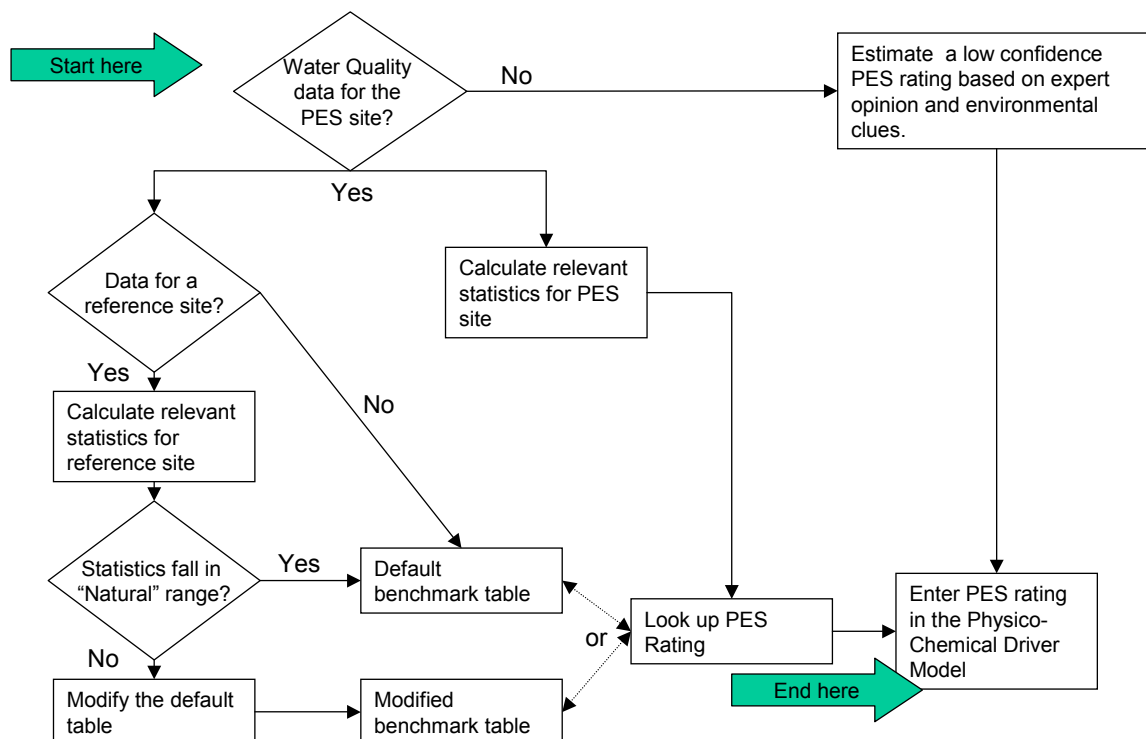 Start here
Water Quality
data for the
PES site?
No
Estimate a low confidence
PES rating based on expert
opinion and environmental
clues.
Yes
Data for a
reference site?
Calculate relevant
statistics for PES
site
Yes
No
Calculate relevant
statistics for
reference site
Statistics fall in
“Natural” range?
Yes
Default
benchmark table
or
Look up PES
Rating
Enter PES rating
in the Physico-
Chemical Driver
Model
No
End here
Modify the default
table
Modified
benchmark table